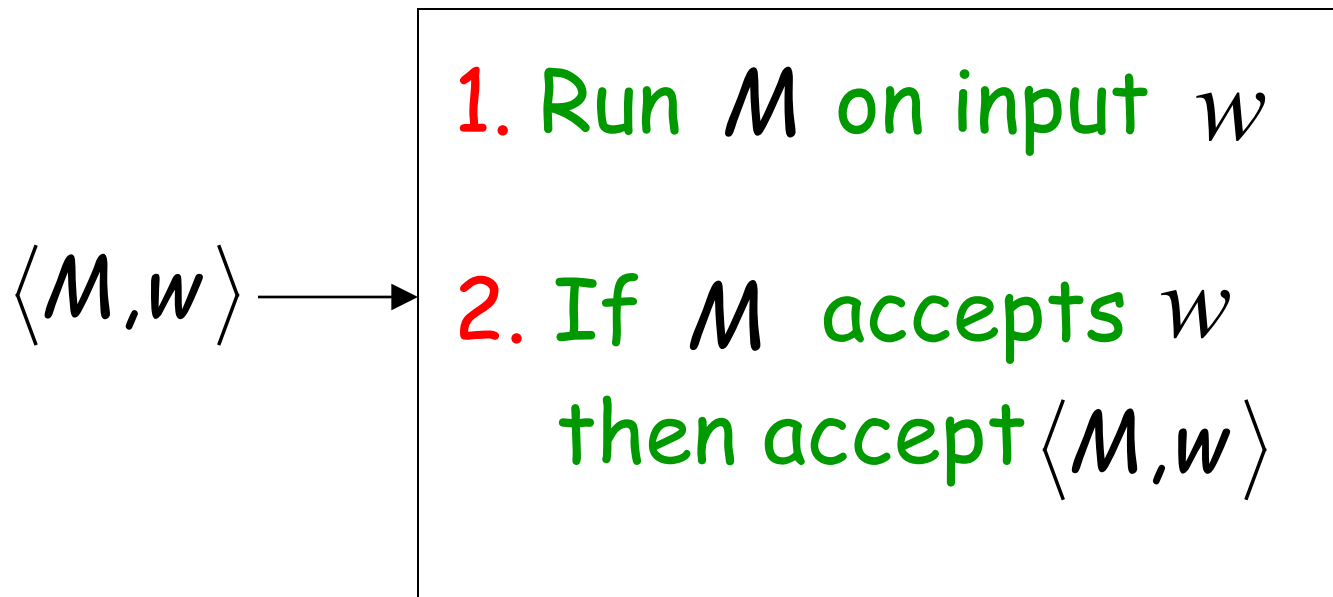 1. Run M on input w
⟨M,w⟩
2. If M accepts w
then accept ⟨M,w⟩